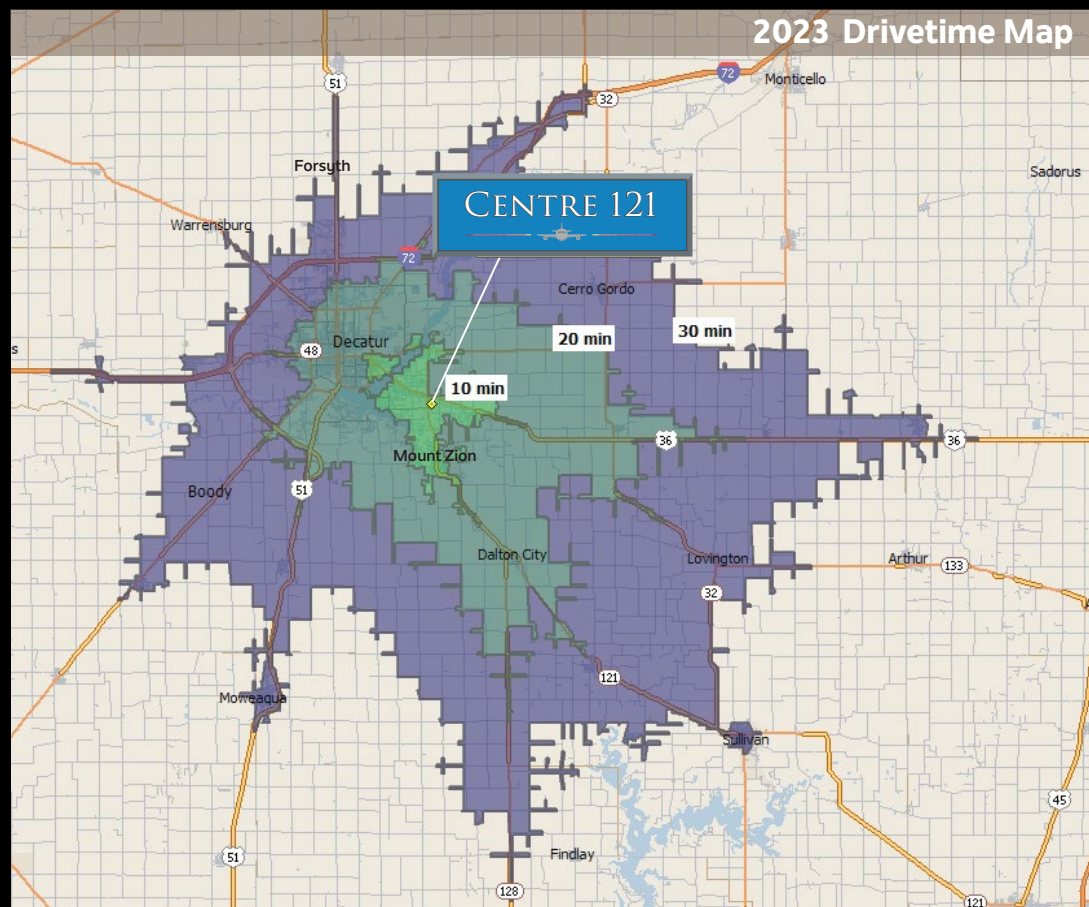 2023 Drivetime Map
72
Monticello
51
32
Forsyth
Sadorus
CENTRE 121
Warrensburg
72
Cerro Gordo
30 min
20 min
Decatur
48
s
10 min
36
36
Mount Zion
Boody
51
Dalton City
Lovington
Arthur
133
32
121
Moweaqua
Sullivan
45
51
Findlay
128
121